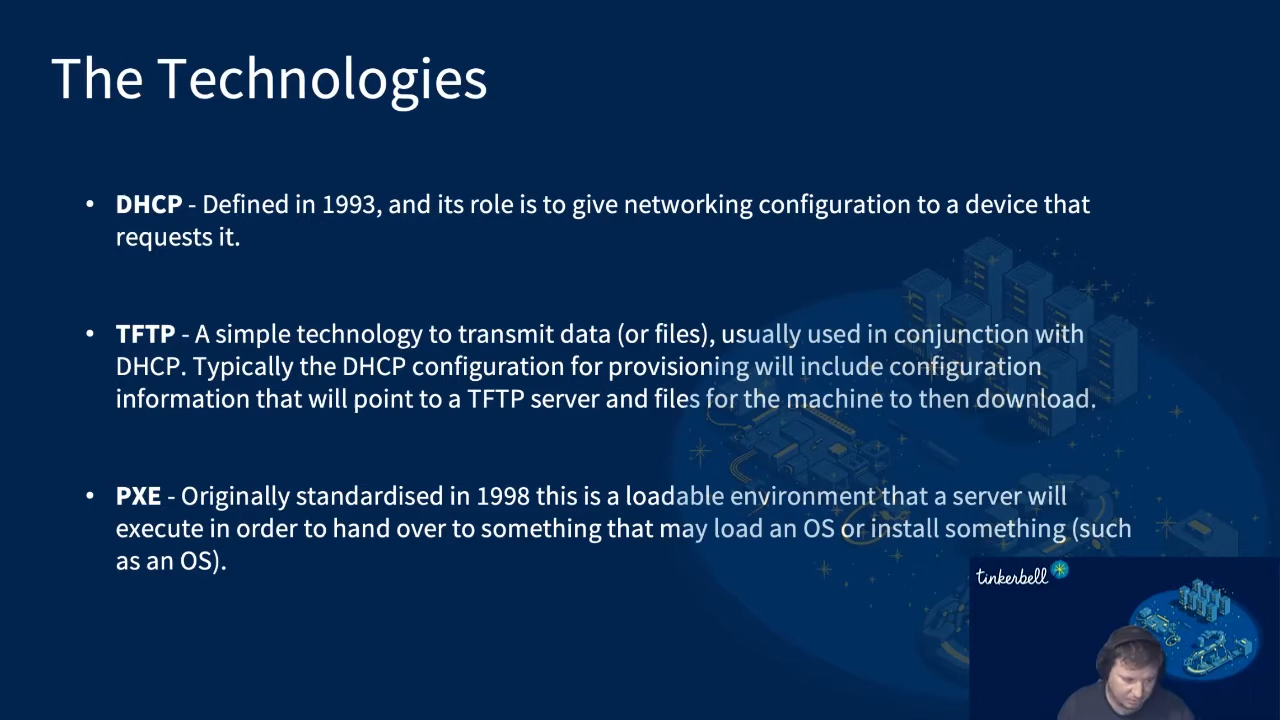 The Technologies
• DHCP - Defined in 1993, and its role is to give networking configuration to a device that
requests it.
• TFTP - A simple technology to transmit data (or files), usually used in conjunction with
DHCP. Typically the DHCP configuration for provisioning will include configuration
information that will point to a TFTP server and files for the machine to then download.
• PXE - Originally standardised in 1998 this is a loadable environment that a server will
execute in order to hand over to something that may load an OS or install something (such
as an OS).
tinkerbell